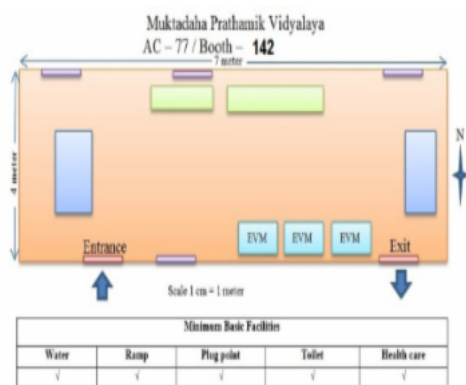 Muktadaha Prathamik Vidyalaya
AC – 77 / Booth – 142
7 meter
4 meter
N
EVM EVM EVM
Entrance
Exit
Scale 1 cm = 1 meter
Minimum Basic Facilities
Water Ramp Plug point Toilet Health care
√ √ √ √ √